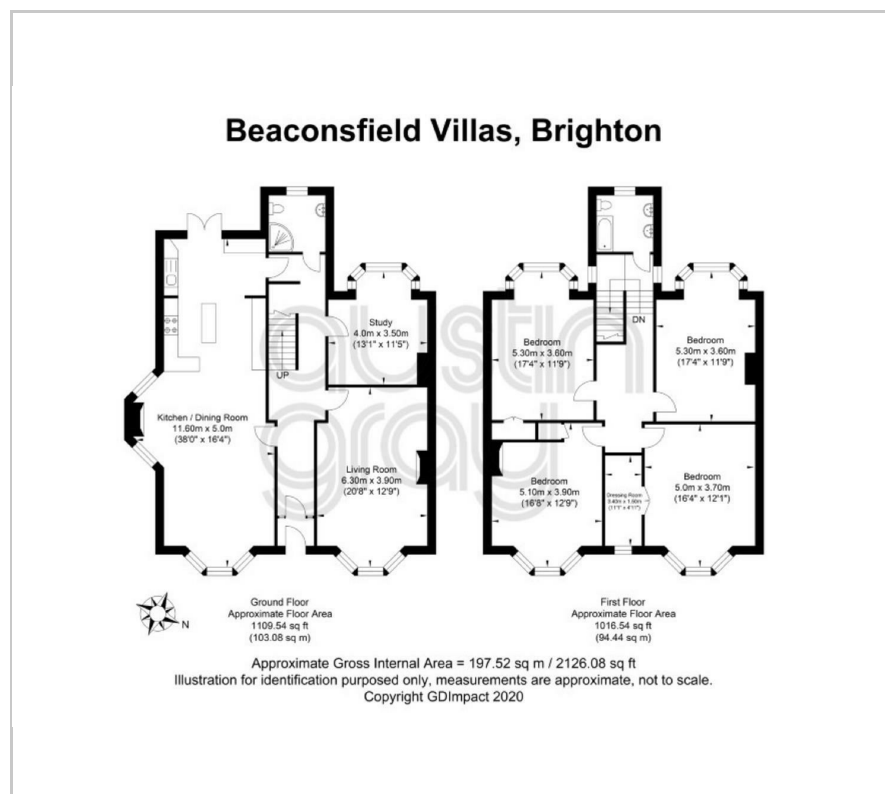 Beaconsfield Villas, Brighton
austin
gray
Study
4.0m x 3.50m
(13'1" x 11'5")
UP
Kitchen / Dining Room
11.60m x 5.0m
(38'0" x 16'4")
Living Room
6.30m x 3.90m
(20'8" x 12'9")
DN
Bedroom
5.30m x 3.60m
(17'4" x 11'9")
Bedroom
5.30m x 3.60m
(17'4" x 11'9")
Bedroom
5.10m x 3.90m
(16'8" x 12'9")
Dressing Room
Bedroom
5.0m x 3.70m
(16'4" x 12'1")
N
Ground Floor
Approximate Floor Area
1109.54 sq ft
(103.08 sq m)
First Floor
Approximate Floor Area
1016.54 sq ft
(94.44 sq m)
Approximate Gross Internal Area = 197.52 sq m / 2126.08 sq ft
Illustration for identification purposed only, measurements are approximate, not to scale.
Copyright GDImpact 2020